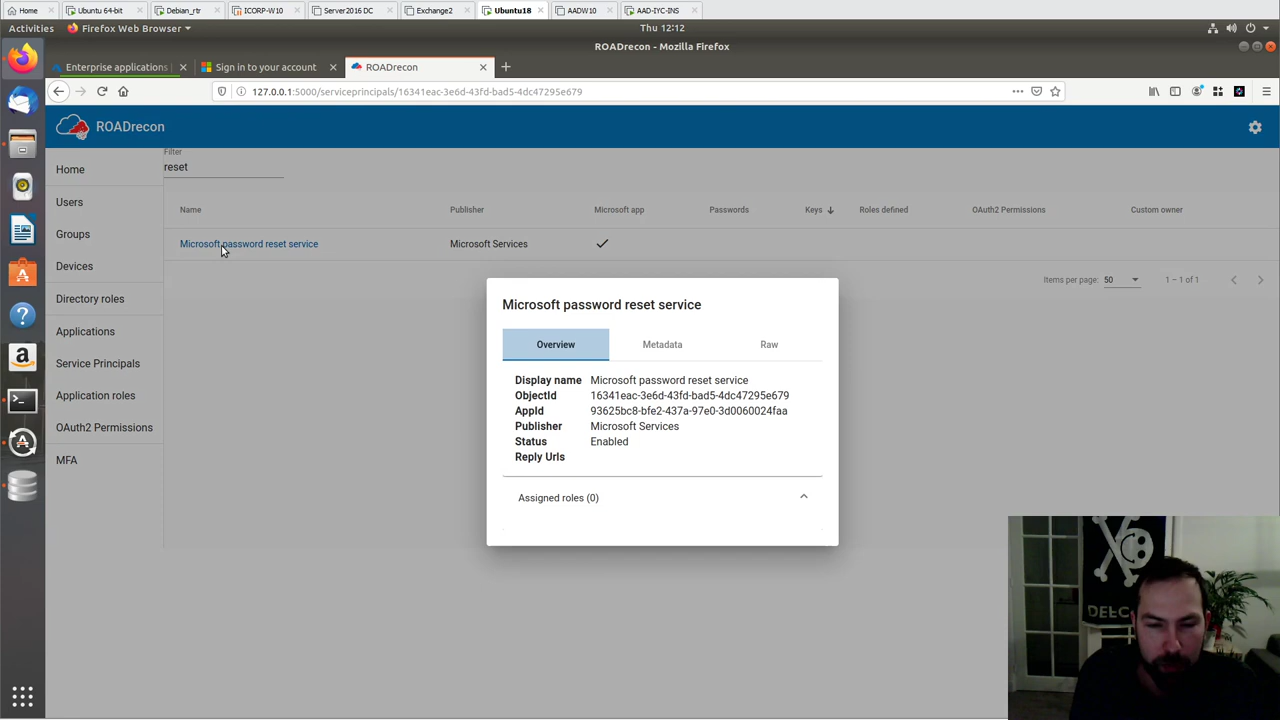 Home
Ubuntu 64-bit
Debian_rtr
ICORP-W10
Server2016 DC
Exchange2
Ubuntu18
AADW10
AAD-IYC-INS
Activities
Firefox Web Browser
Thu 12:12
ROADrecon - Mozilla Firefox
Enterprise applications
Sign in to your account
ROADrecon
127.0.0.1:5000/serviceprincipals/16341eac-3e6d-43fd-bad5-4dc47295e679
ROADrecon
Home
Users
Groups
Devices
Directory roles
Applications
Service Principals
Application roles
OAuth2 Permissions
MFA
Filter
reset
Name
Publisher
Microsoft app
Passwords
Keys
Roles defined
OAuth2 Permissions
Custom owner
Microsoft password reset service
Microsoft Services
Items per page:
50
1 – 1 of 1
Microsoft password reset service
Overview
Metadata
Raw
Display name Microsoft password reset service
ObjectId 16341eac-3e6d-43fd-bad5-4dc47295e679
AppId 93625bc8-bfe2-437a-97e0-3d0060024faa
Publisher Microsoft Services
Status Enabled
Reply Urls
Assigned roles (0)